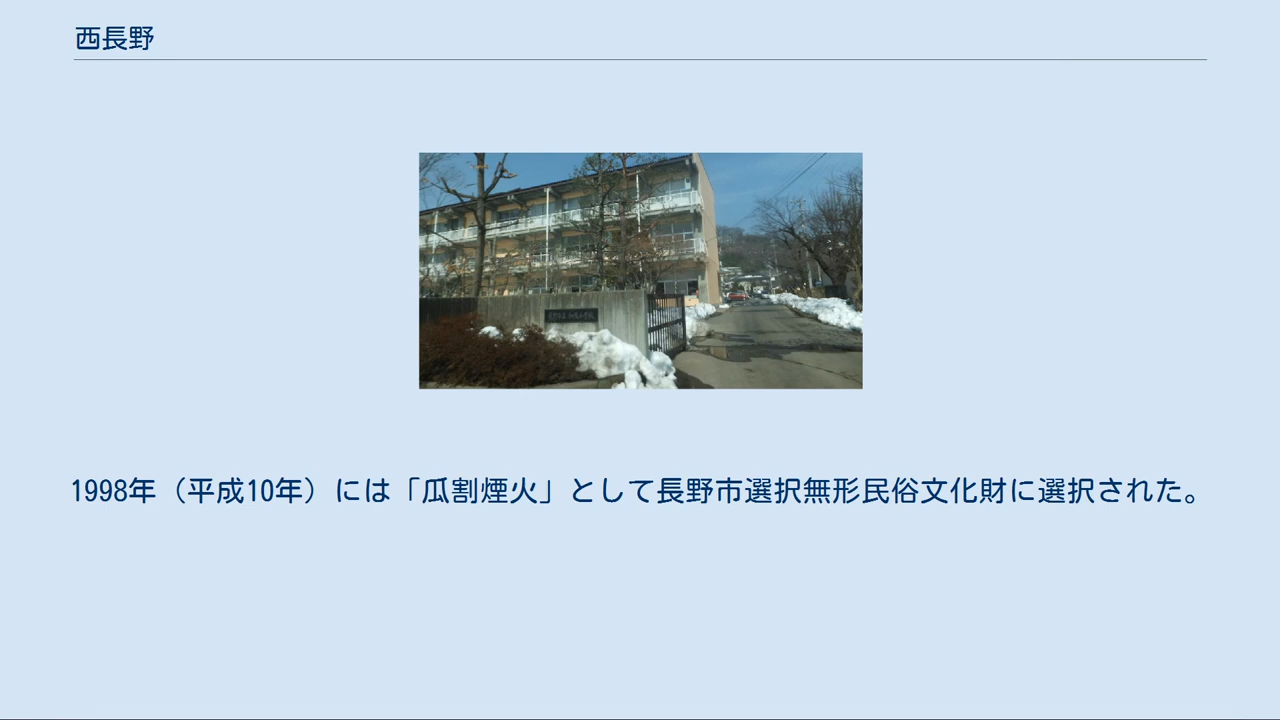 西長野
1998年（平成10年）には「瓜割煙火」として長野市選択無形民俗文化財に選択された。